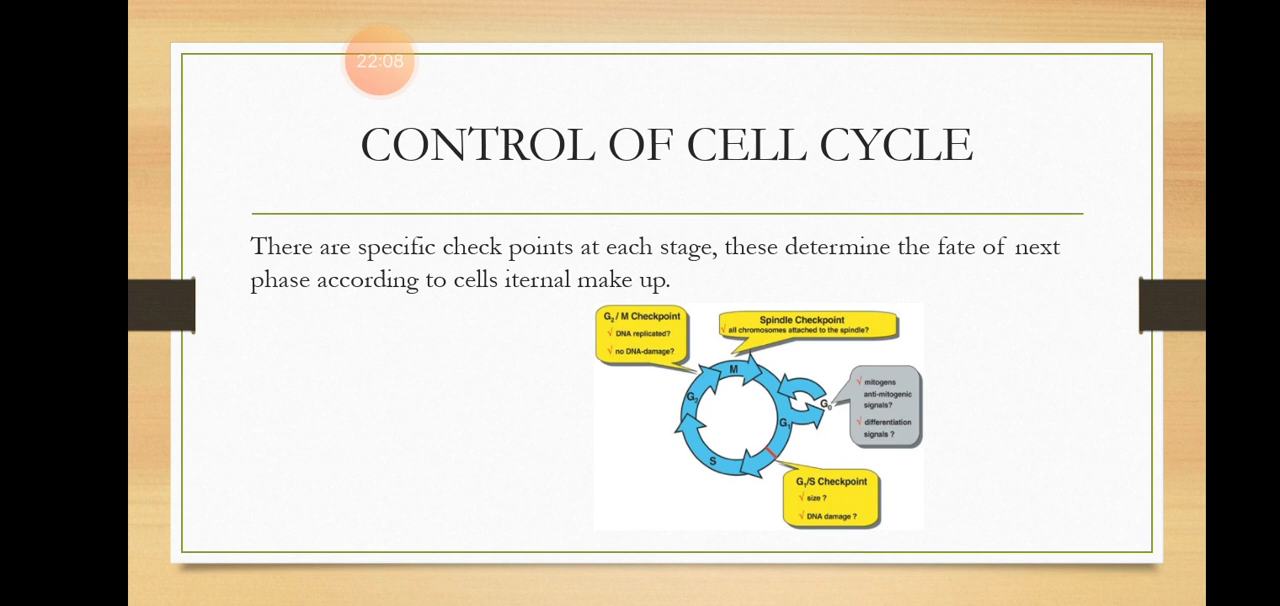 22:08
CONTROL OF CELL CYCLE
There are specific check points at each stage, these determine the fate of next
phase according to cells iternal make up.
G₂/ M Checkpoint
√ DNA replicated?
√ no DNA-damage?
Spindle Checkpoint
√ all chromosomes attached to the spindle?
M
G₂
G₁
S
G₀
√ mitogens
anti-mitogenic
signals?
√ differentiation
signals ?
G₁/S Checkpoint
√ size ?
√ DNA damage ?